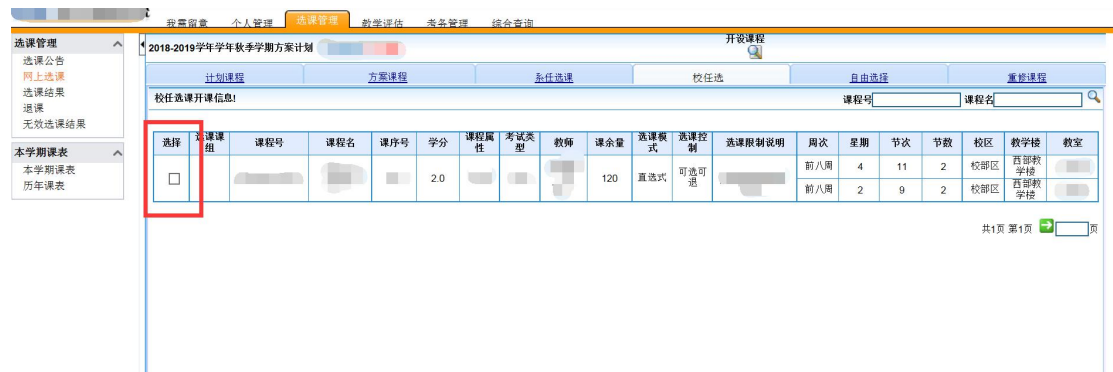 我需留意 个人管理 选课管理 教学评估 考务管理 综合查询
选课管理
选课公告
网上选课
选课结果
退课
无效选课结果
本学期课表
本学期课表
历年课表
2018-2019学年学年秋季学期方案计划
开设课程
计划课程 方案课程 系任选课 校任选 自由选择 重修课程
校任选课开课信息!
课程号 课程名
选择 选课课组 课程号 课程名 课序号 学分 课程属性 考试类型 教师 课余量 选课模式 选课控制 选课限制说明 周次 星期 节次 节数 校区 教学楼 教室
2.0 120 直选式 可选可退
前八周 4 11 2 校部区 西部教学楼
前八周 2 9 2 校部区 西部教学楼
共1页 第1页 页